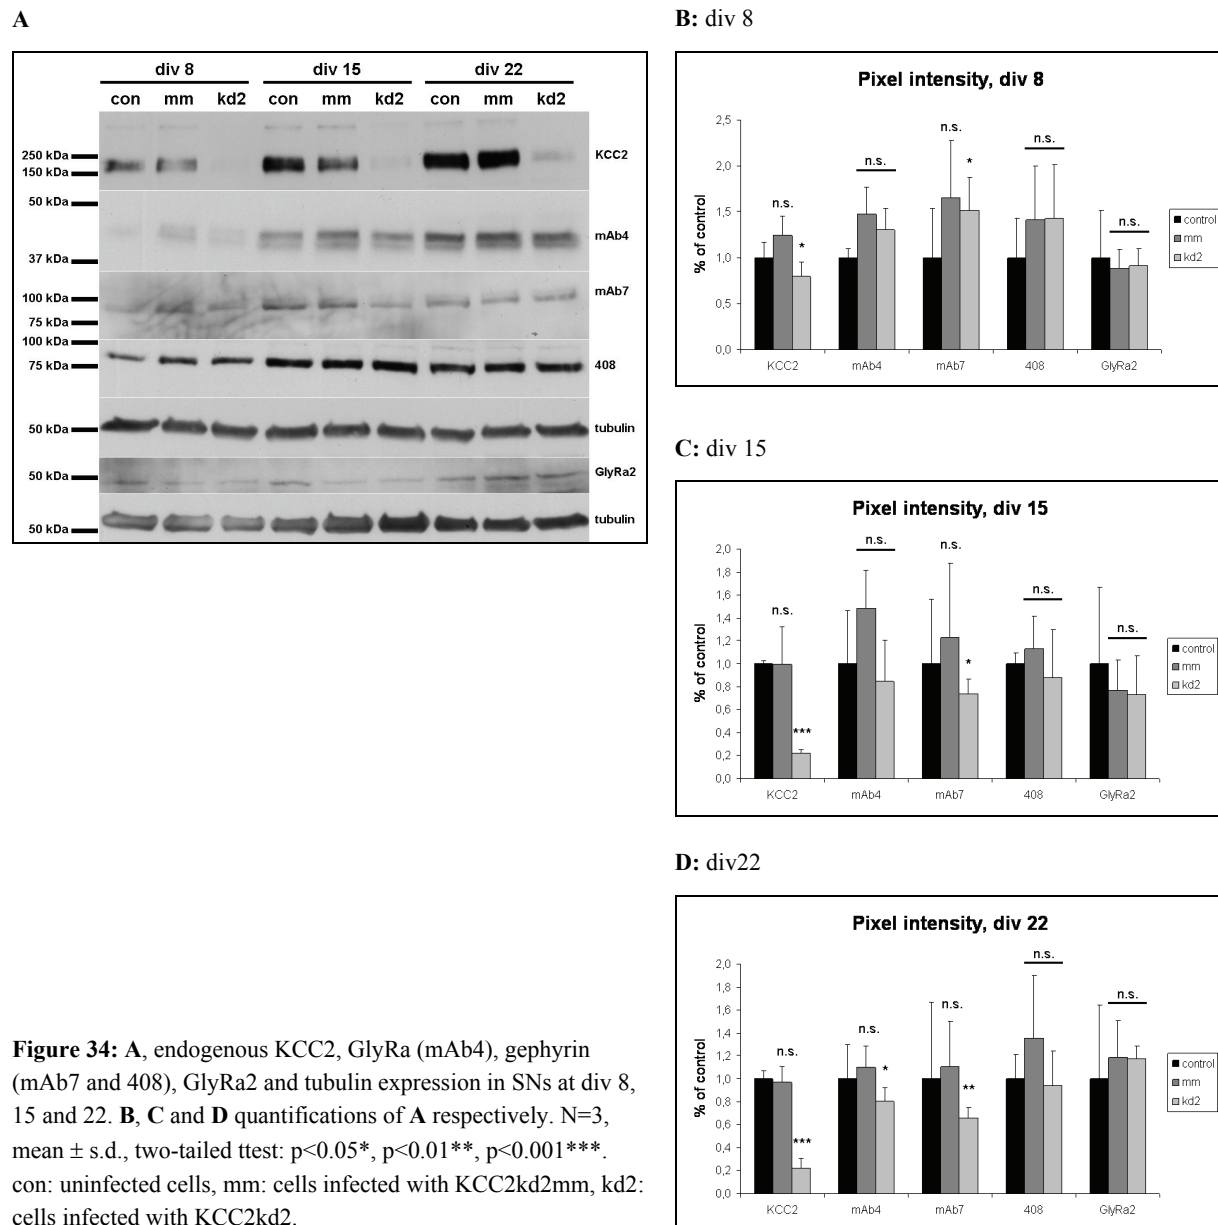 A
div 8 div 15 div 22
con mm kd2 con mm kd2 con mm kd2
250 kDa
150 kDa
KCC2
50 kDa
37 kDa
mAb4
100 kDa
75 kDa
mAb7
100 kDa
75 kDa
408
50 kDa
tubulin
50 kDa
GlyRa2
50 kDa
tubulin
B: div 8
Pixel intensity, div 8
% of control
2,5
2,0
1,5
1,0
0,5
0,0
n.s.
*
n.s.
n.s.
*
n.s.
n.s.
KCC2 mAb4 mAb7 408 GlyRa2
control
mm
kd2
C: div 15
Pixel intensity, div 15
% of control
2,0
1,8
1,6
1,4
1,2
1,0
0,8
0,6
0,4
0,2
0,0
n.s.
***
n.s.
n.s.
*
n.s.
n.s.
KCC2 mAb4 mAb7 408 GlyRa2
control
mm
kd2
D: div22
Pixel intensity, div 22
% of control
2,0
1,8
1,6
1,4
1,2
1,0
0,8
0,6
0,4
0,2
0,0
n.s.
***
n.s.
*
n.s.
**
n.s.
n.s.
KCC2 mAb4 mAb7 408 GlyRa2
control
mm
kd2
Figure 34: A, endogenous KCC2, GlyRa (mAb4), gephyrin
(mAb7 and 408), GlyRa2 and tubulin expression in SNs at div 8,
15 and 22. B, C and D quantifications of A respectively. N=3,
mean ± s.d., two-tailed ttest: p<0.05*, p<0.01**, p<0.001***.
con: uninfected cells, mm: cells infected with KCC2kd2mm, kd2:
cells infected with KCC2kd2.